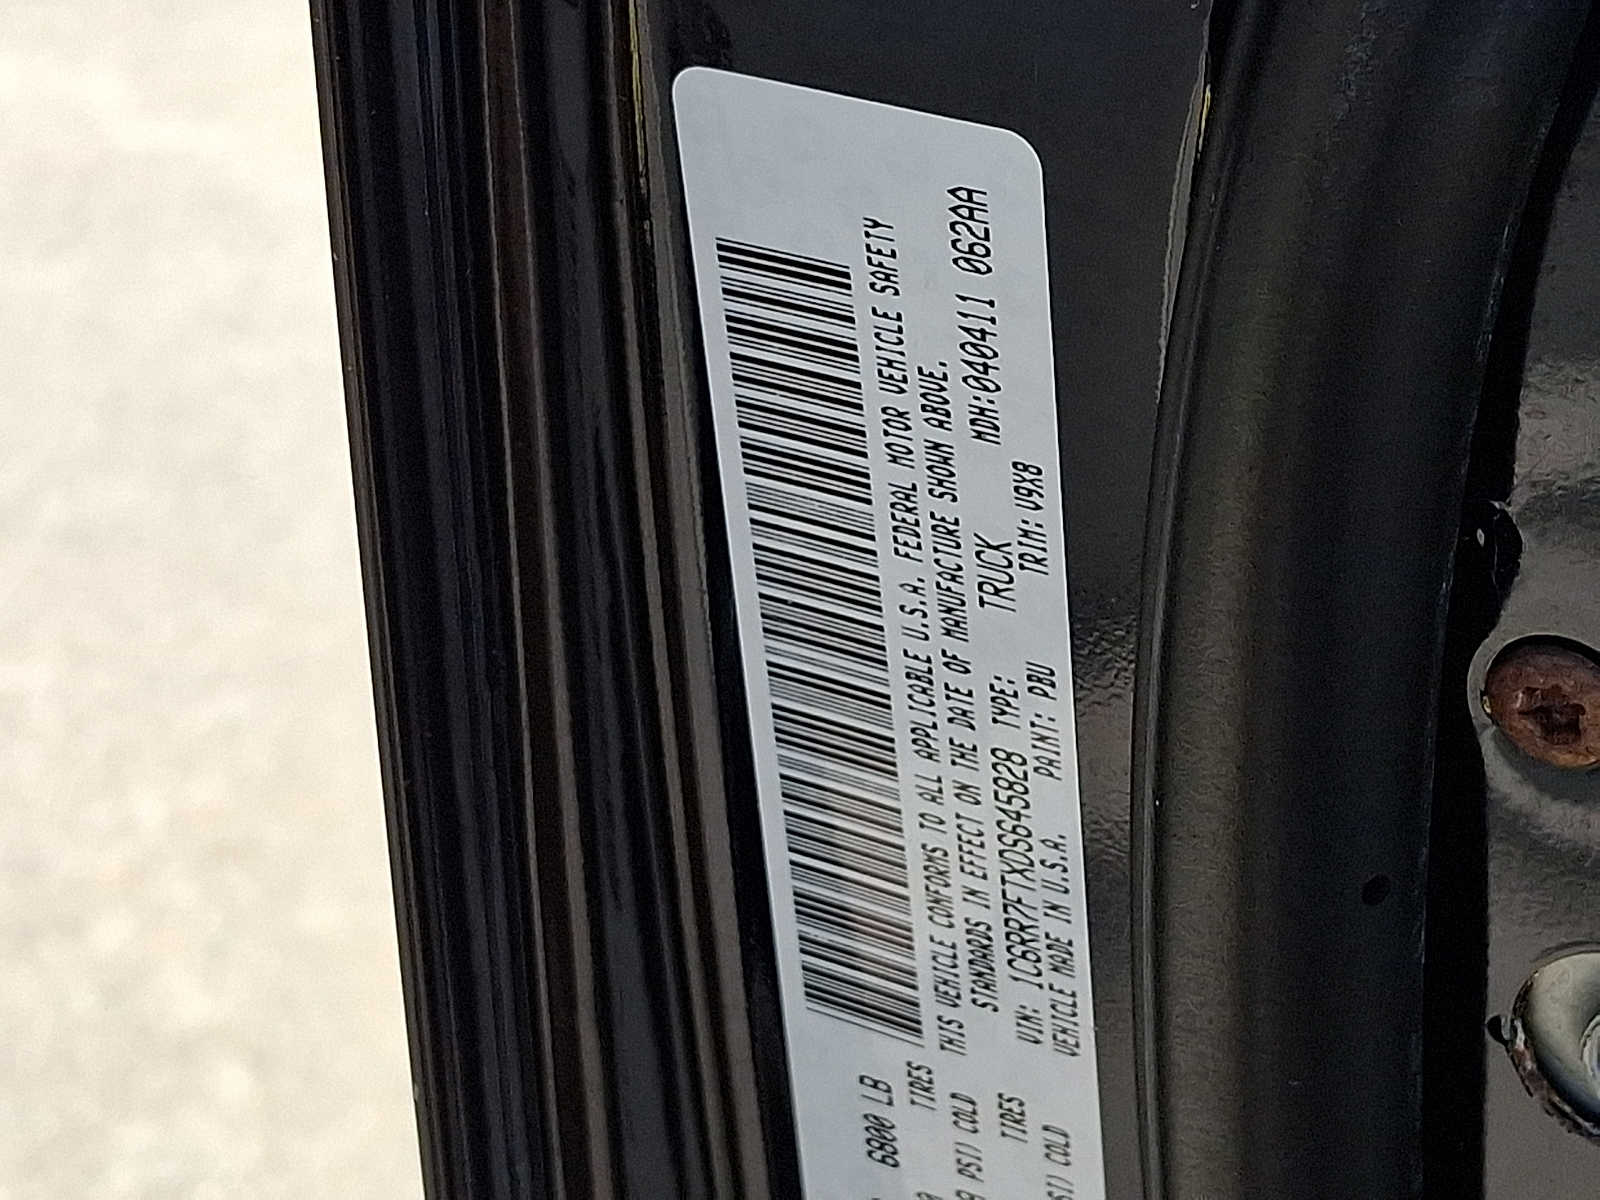 6800 LB
TIRES
PSI) COLD
TIRES
COLD
THIS VEHICLE CONFORMS TO ALL APPLICABLE U.S.A. FEDERAL MOTOR VEHICLE SAFETY
STANDARDS IN EFFECT ON THE DATE OF MANUFACTURE SHOWN ABOVE.
MDH:040411 062AA
VIN: 1C6RR7FTXDS645828 TYPE: TRUCK
VEHICLE MADE IN U.S.A. PAINT: PBU TRIM: V9X8